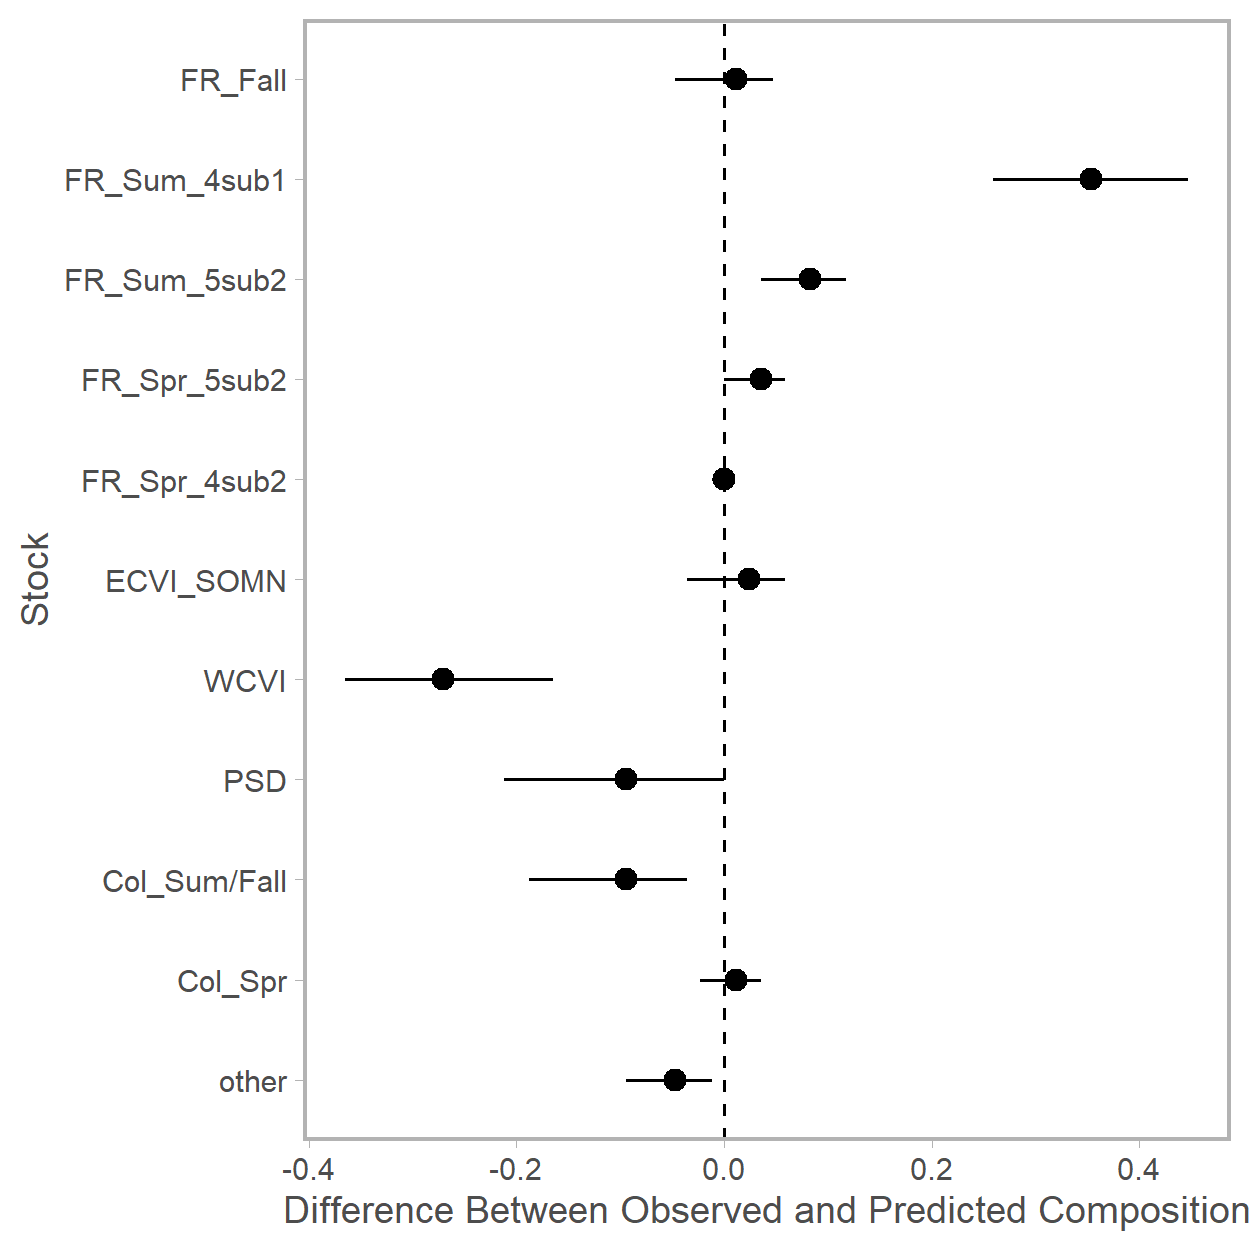 FR_Fall
FR_Sum_4sub1
FR_Sum_5sub2
FR_Spr_5sub2
FR_Spr_4sub2
ECVI_SOMN
WCVI
PSD
Col_Sum/Fall
Col_Spr
other
Stock
-0.4 -0.2 0.0 0.2 0.4
Difference Between Observed and Predicted Composition